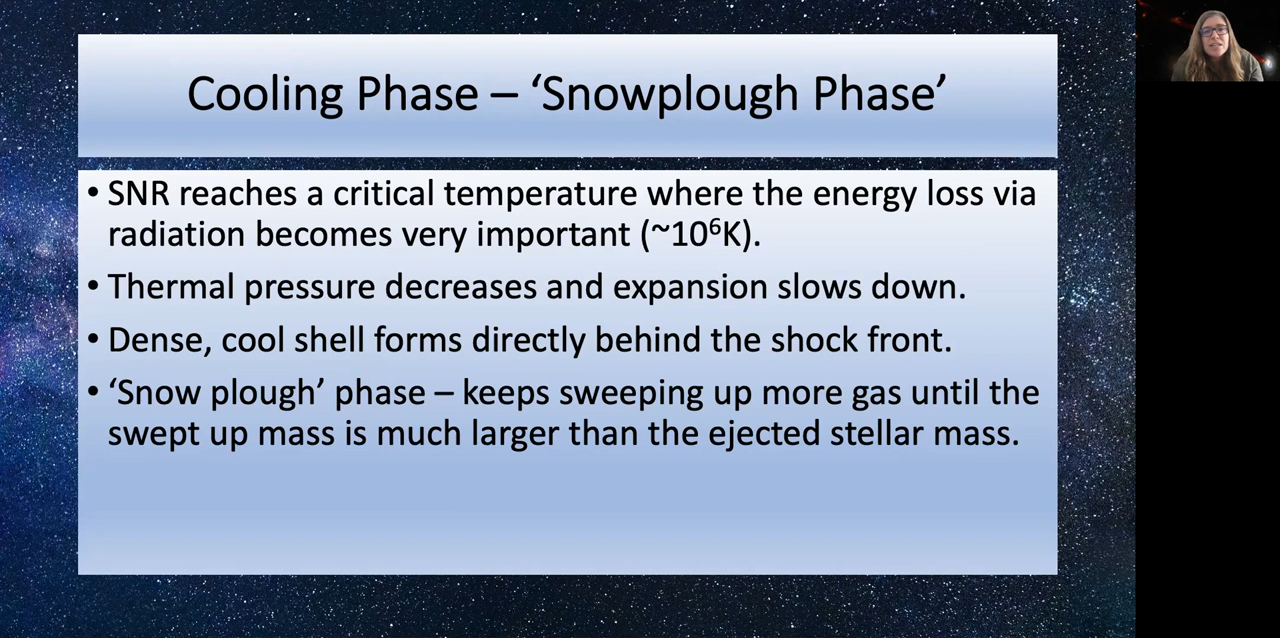 Cooling Phase – ‘Snowplough Phase’
• SNR reaches a critical temperature where the energy loss via
radiation becomes very important (~10⁶K).
• Thermal pressure decreases and expansion slows down.
• Dense, cool shell forms directly behind the shock front.
• ‘Snow plough’ phase – keeps sweeping up more gas until the
swept up mass is much larger than the ejected stellar mass.